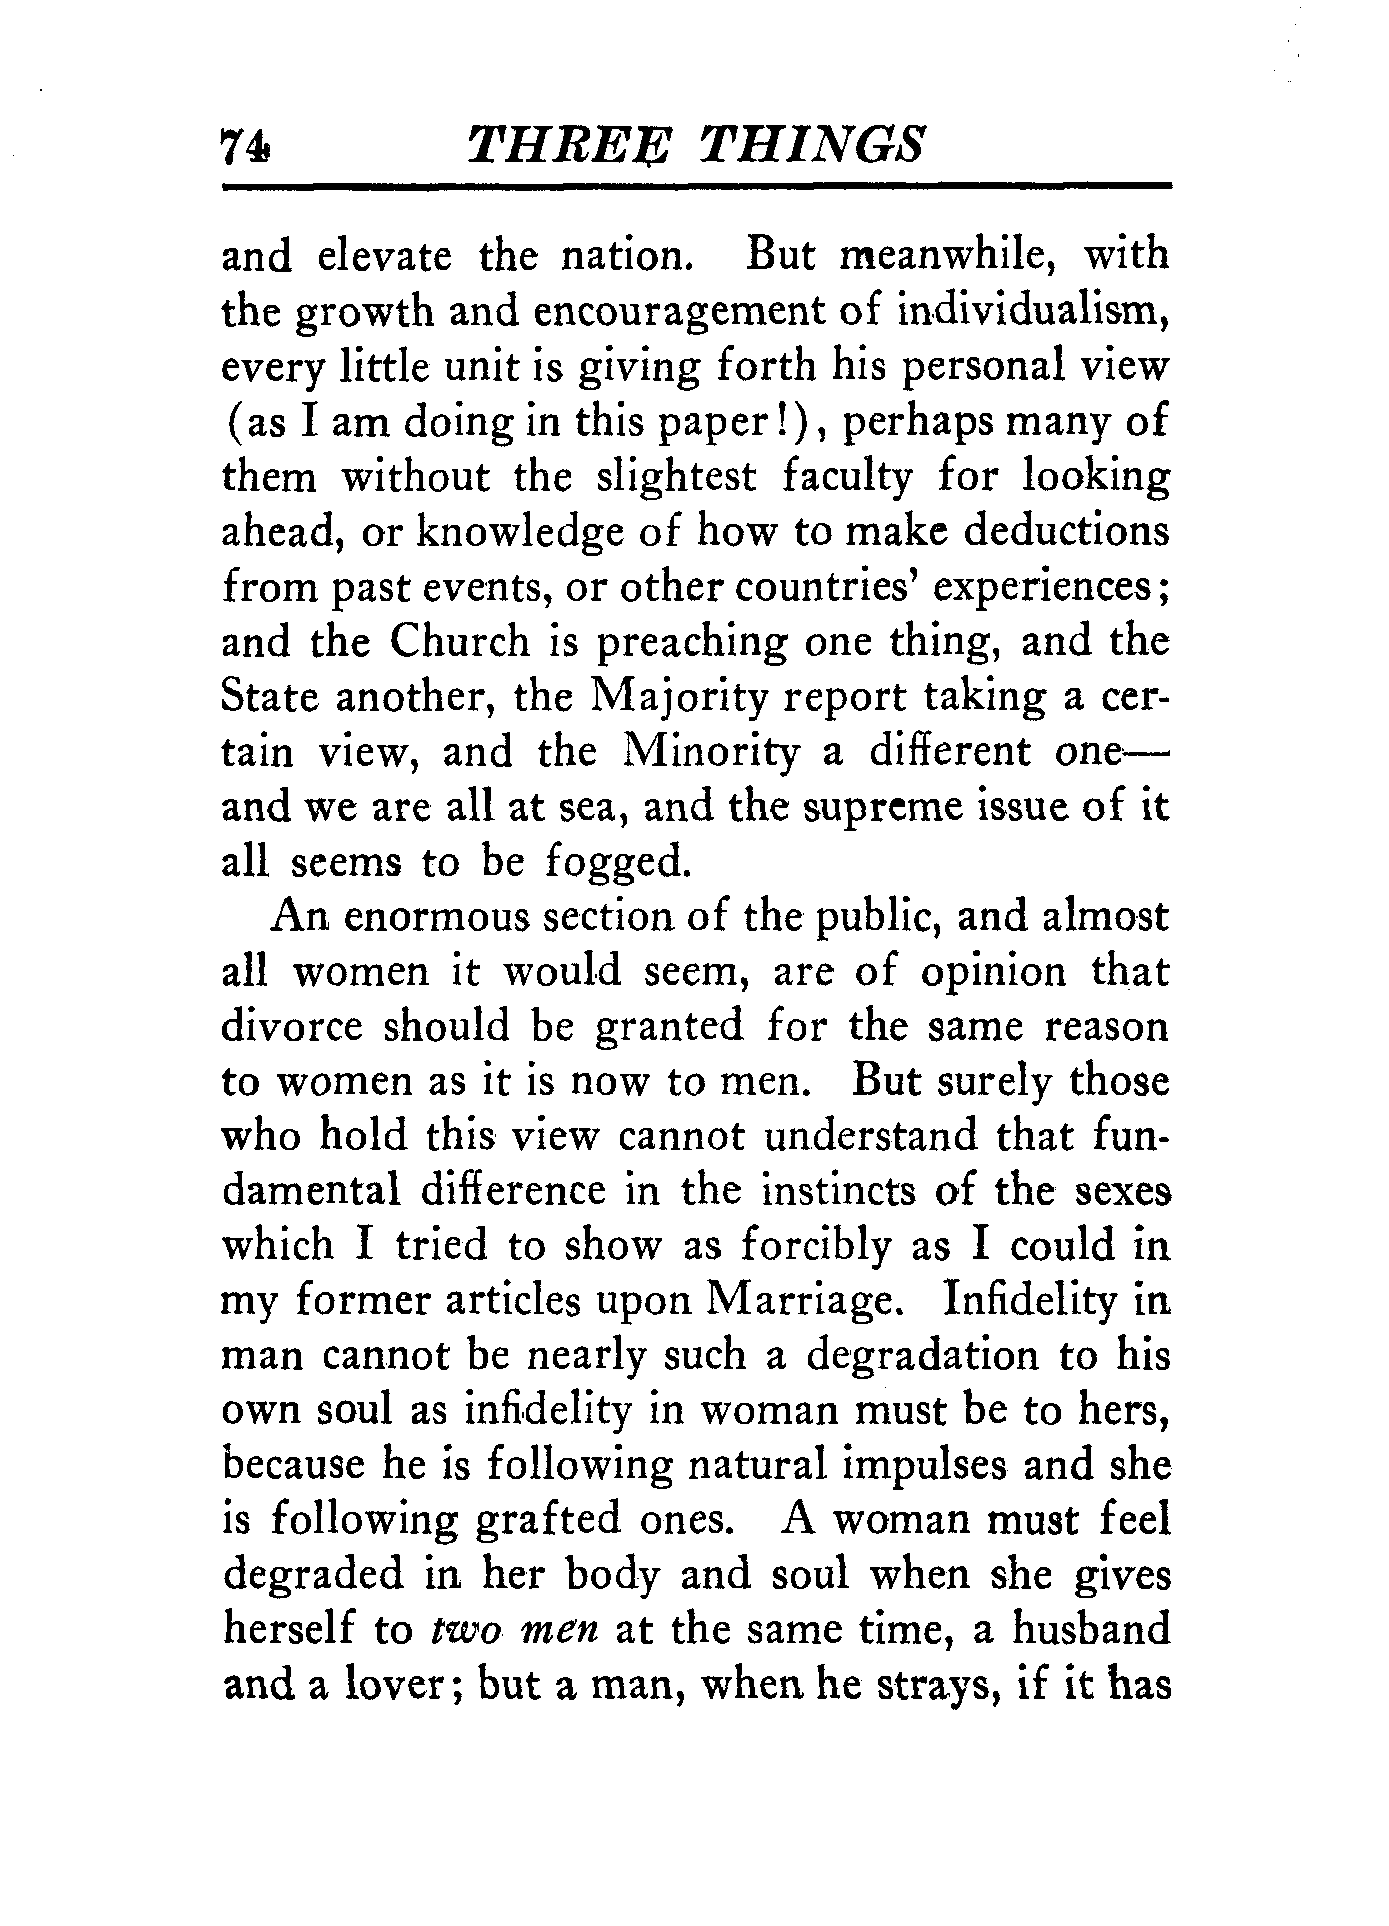 74 THREE THINGS
and elevate the nation. But meanwhile, with
the growth and encouragement of individualism,
every little unit is giving forth his personal view
(as I am doing in this paper!), perhaps many of
them without the slightest faculty for looking
ahead, or knowledge of how to make deductions
from past events, or other countries' experiences;
and the Church is preaching one thing, and the
State another, the Majority report taking a cer-
tain view, and the Minority a different one—
and we are all at sea, and the supreme issue of it
all seems to be fogged.
An enormous section of the public, and almost
all women it would seem, are of opinion that
divorce should be granted for the same reason
to women as it is now to men. But surely those
who hold this view cannot understand that fun-
damental difference in the instincts of the sexes
which I tried to show as forcibly as I could in
my former articles upon Marriage. Infidelity in
man cannot be nearly such a degradation to his
own soul as infidelity in woman must be to hers,
because he is following natural impulses and she
is following grafted ones. A woman must feel
degraded in her body and soul when she gives
herself to two men at the same time, a husband
and a lover; but a man, when he strays, if it has